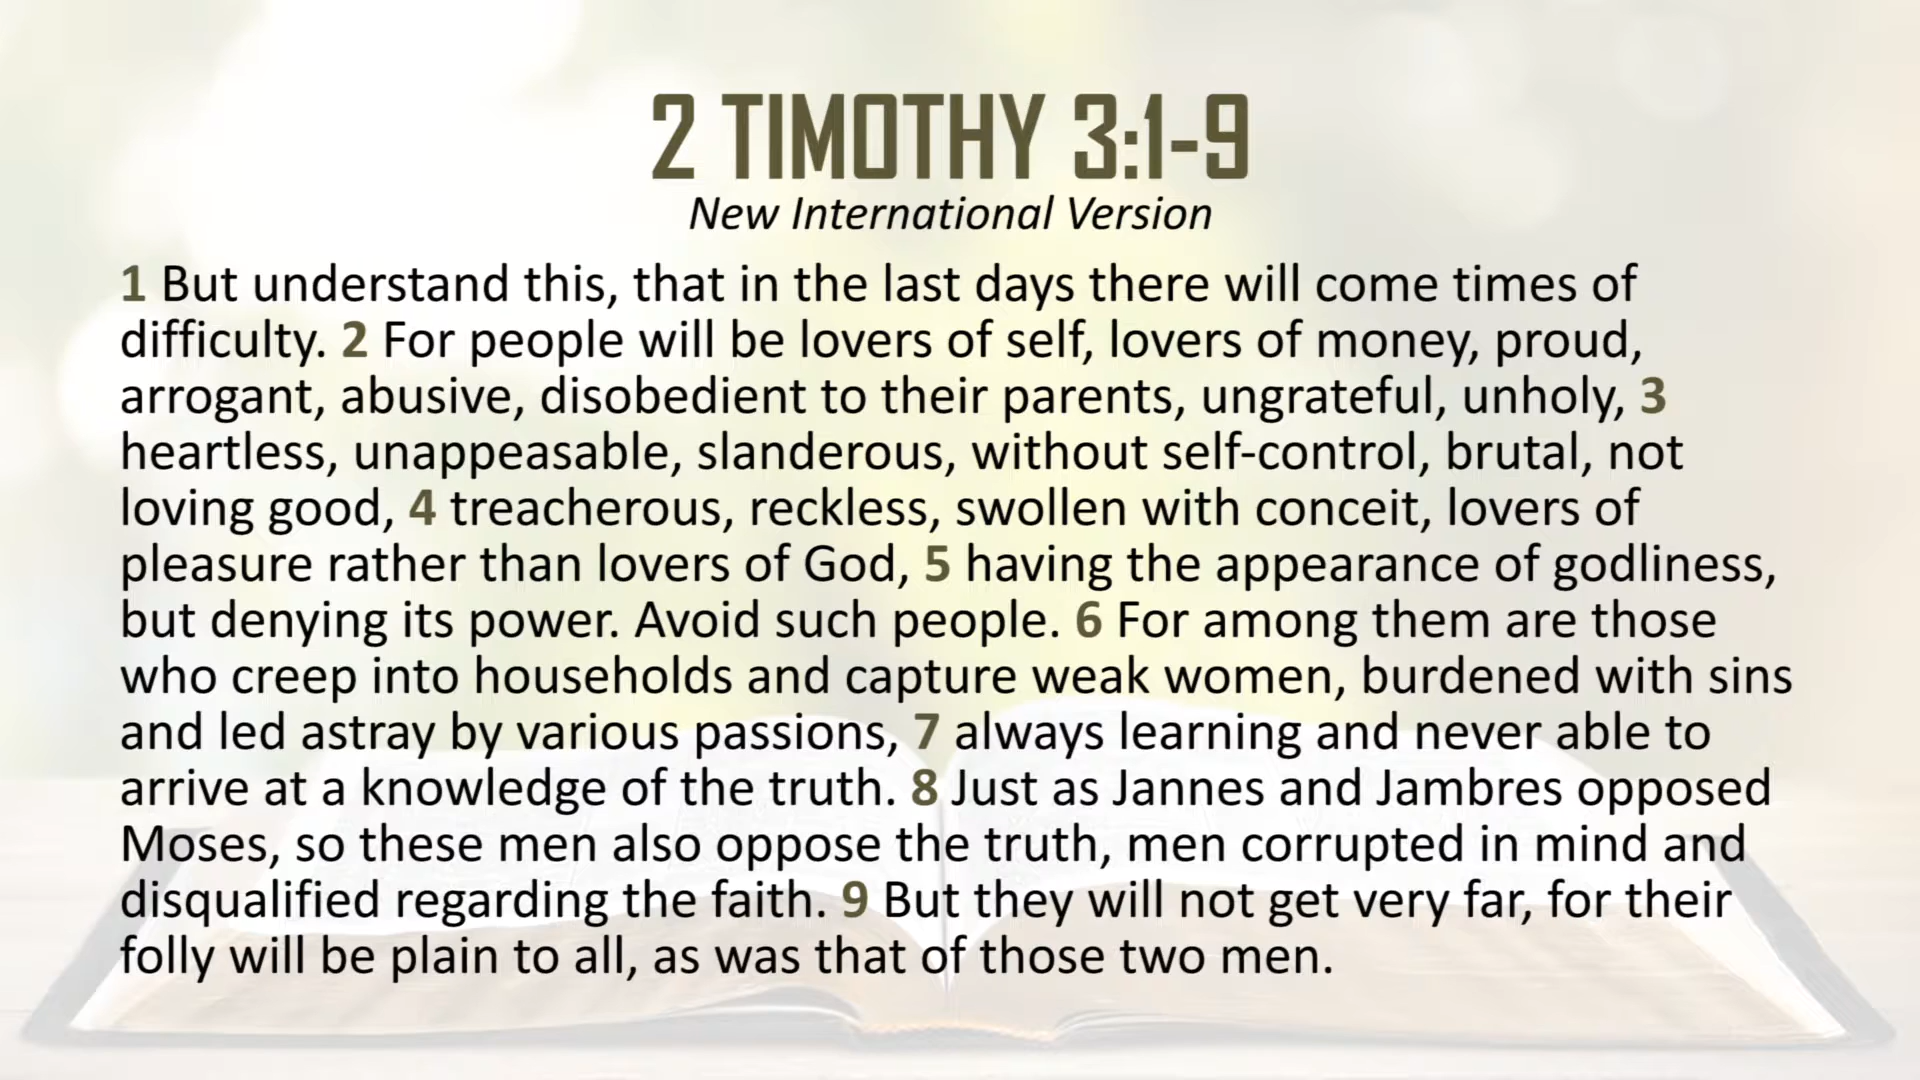 2 TIMOTHY 3:1-9
New International Version
1 But understand this, that in the last days there will come times of
difficulty. 2 For people will be lovers of self, lovers of money, proud,
arrogant, abusive, disobedient to their parents, ungrateful, unholy, 3
heartless, unappeasable, slanderous, without self-control, brutal, not
loving good, 4 treacherous, reckless, swollen with conceit, lovers of
pleasure rather than lovers of God, 5 having the appearance of godliness,
but denying its power. Avoid such people. 6 For among them are those
who creep into households and capture weak women, burdened with sins
and led astray by various passions, 7 always learning and never able to
arrive at a knowledge of the truth. 8 Just as Jannes and Jambres opposed
Moses, so these men also oppose the truth, men corrupted in mind and
disqualified regarding the faith. 9 But they will not get very far, for their
folly will be plain to all, as was that of those two men.